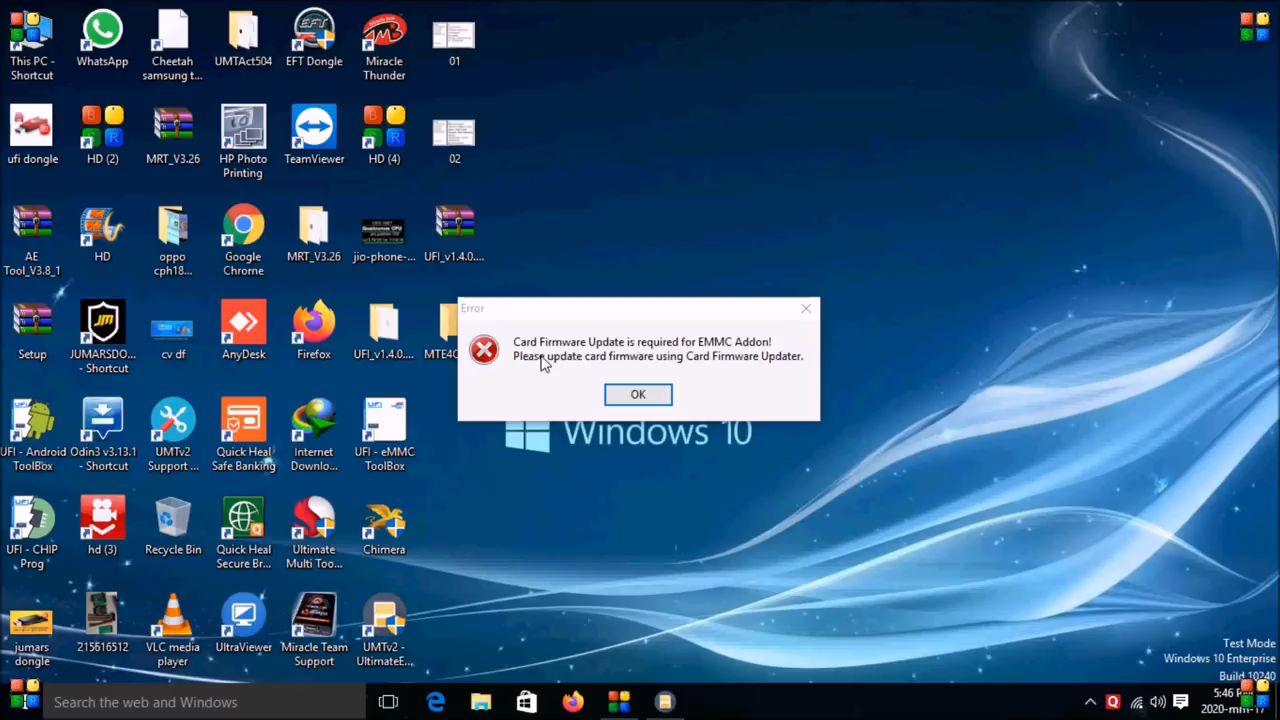 This PC -
Shortcut
WhatsApp
Cheetah
samsung t...
UMTAct504
EFT Dongle
Miracle
Thunder
01
ufi dongle
HD (2)
MRT_V3.26
HP Photo
Printing
TeamViewer
HD (4)
02
AE
Tool_V3.8_1
HD
oppo
cph18...
Google
Chrome
MRT_V3.26
jio-phone-...
UFI_v1.4.0....
Setup
JUMARSDO...
- Shortcut
cv df
AnyDesk
Firefox
UFI_v1.4.0....
Error
Card Firmware Update is required for EMMC Addon!
Please update card firmware using Card Firmware Updater.
OK
Windows 10
UFI - Android
ToolBox
Odin3 v3.13.1
- Shortcut
UMTv2
Support ...
Quick Heal
Safe Banking
Internet
Downlo...
UFI - eMMC
ToolBox
UFI - CHIP
Prog
hd (3)
Recycle Bin
Quick Heal
Secure Br...
Ultimate
Multi Too...
Chimera
jumars
dongle
215616512
VLC media
player
UltraViewer
Miracle Team
Support
UMTv2 -
UltimateE...
Test Mode
Windows 10 Enterprise
Build 10240
Search the web and Windows
5:46